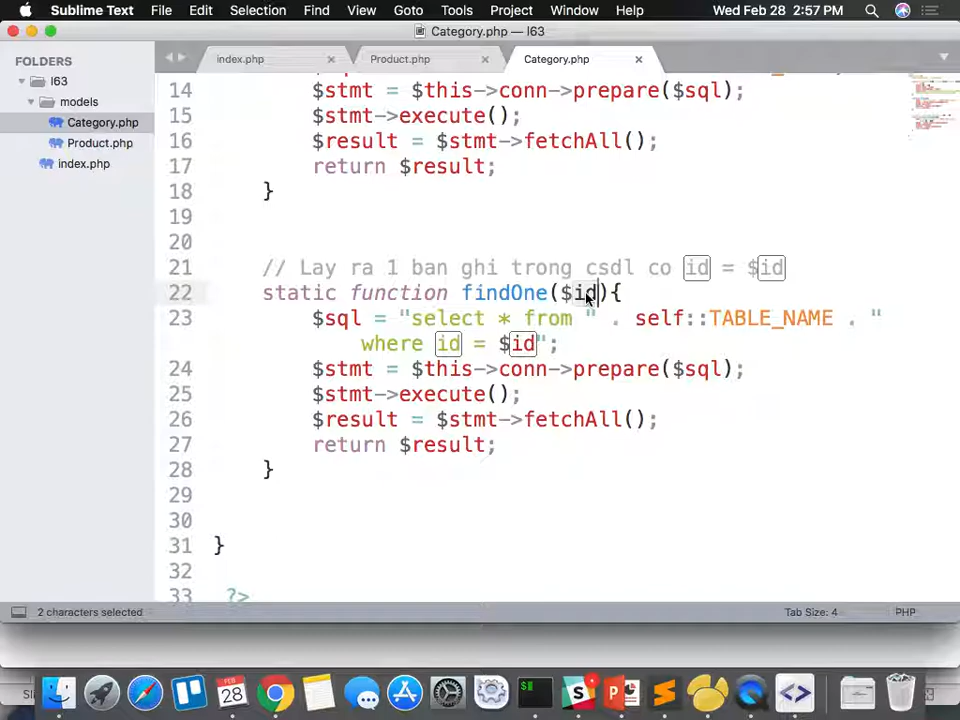 Sublime Text File Edit Selection Find View Goto Tools Project Window Help Wed Feb 28 2:57 PM
Category.php — l63
FOLDERS
l63
models
Category.php
Product.php
index.php
index.php
Product.php
Category.php
14 $stmt = $this->conn->prepare($sql);
15 $stmt->execute();
16 $result = $stmt->fetchAll();
17 return $result;
18 }
19
20
21 // Lay ra 1 ban ghi trong csdl co id = $id
22 static function findOne($id){
23 $sql = "select * from " . self::TABLE_NAME . "
where id = $id";
24 $stmt = $this->conn->prepare($sql);
25 $stmt->execute();
26 $result = $stmt->fetchAll();
27 return $result;
28 }
29
30
31 }
32
33 ?>
2 characters selected
Tab Size: 4
PHP
FEB
28